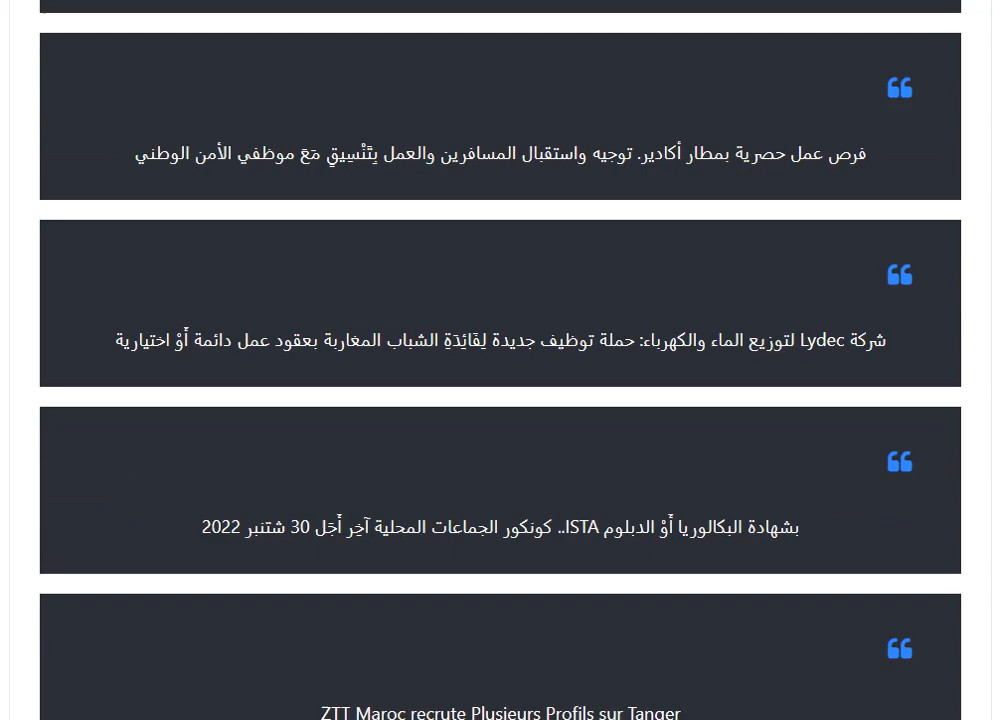 فرص عمل حصرية بمطار أكادير. توجيه واستقبال المسافرين والعمل بِتَنْسِيقٍ مَعَ موظفي الأمن الوطني
شركة Lydec لتوزيع الماء والكهرباء: حملة توظيف جديدة لِفَائِدَةِ الشباب المغاربة بعقود عمل دائمة أَوْ اختيارية
بشهادة البكالوريا أَوْ الدبلوم ISTA.. كونكور الجماعات المحلية آخِر أَجَل 30 شتنبر 2022
ZTT Maroc recrute Plusieurs Profils sur Tanger